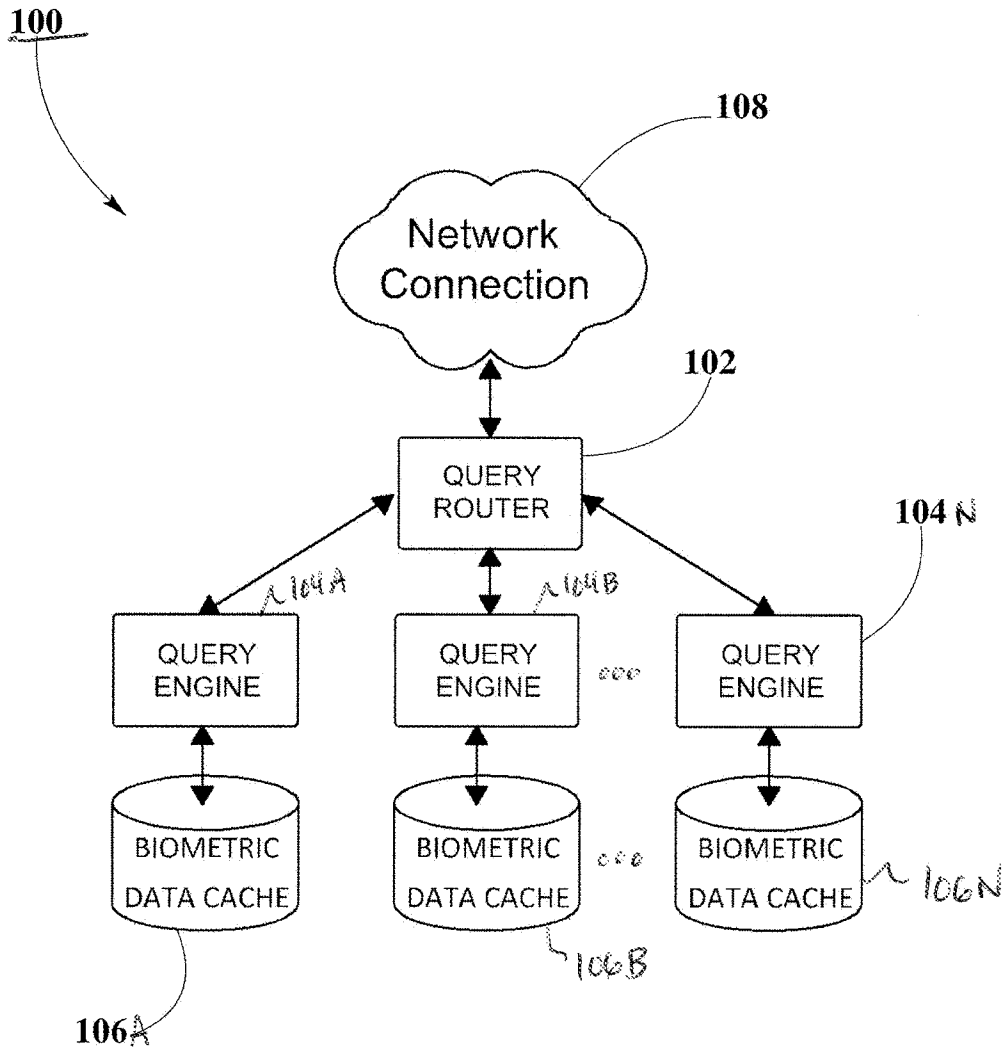 100
108
Network
Connection
102
QUERY
ROUTER
104 N
104A
104B
QUERY
ENGINE
QUERY
ENGINE
QUERY
ENGINE
BIOMETRIC
DATA CACHE
BIOMETRIC
DATA CACHE
BIOMETRIC
DATA CACHE
106N
106B
106A